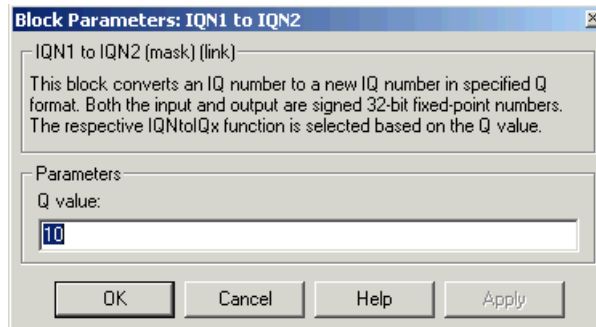 Block Parameters: IQN1 to IQN2
IQN1 to IQN2 (mask) (link)
This block converts an IQ number to a new IQ number in specified Q
format. Both the input and output are signed 32-bit fixed-point numbers.
The respective IQNtoIQx function is selected based on the Q value.
Parameters
Q value:
10
OK Cancel Help Apply